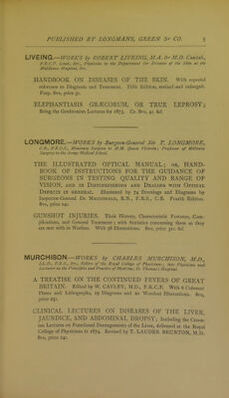 PUBLISHED BY LONGMANS, GREEN & CO. 5
LIVEING.—WORKS by ROBERT LIVEING, M.A. & M.D. Cantab.,
F.R.C.P. Lond., &c., Physician to the Department for Diseases of the Skin at the
Middlesex Hospital, &c.
HANDBOOK ON DISEASES OF THE SKIN. With especial
reference to Diagnosis and Treatment. Fifth Edition, revised and enlarged.
Fcap. 8vo, price 5s.
ELEPHANTIASIS GRÆCORUM, OR TRUE LEPROSY;
Being the Goulstonian Lectures for 1873. Cr. 8vo, 4s. 6d.
LONGMORE.—WORKS by Surgeon-General Sir T. LONGMORE,
C.B., F.R.C.S., Honorary Surgeon to H.M. Queen Victoria; Professor of Military
Surgery in the Army Medical School.
THE ILLUSTRATED OPTICAL MANUAL; or, HAND-
BOOK OF INSTRUCTIONS FOR THE GUIDANCE OF
SURGEONS IN TESTING QUALITY AND RANGE OF
VISION, and in Distinguishing and Dealing with Optical
Defects in general. Illustrated by 74 Drawings and Diagrams by
Inspector-General Dr. Macdonald, R.N., F.R.S., C.B. Fourth Edition.
8vo, price 14s.
GUNSHOT INJURIES. Their History, Characteristic Features, Com-
plications, and General Treatment; with Statistics concerning them as they
are met with in Warfare. With 58 Illustrations. 8vo, price 31s. 6d.
MURCHISON.—WORKS by CHARLES MURCHISON, M.D.,
LL.D., F.R.S., &c., Fellow of the Royal College of Physicians; late Physician and
Lecturer on the Principles and Practice of Medicine, St. Thomas's Hospital.
A TREATISE ON THE CONTINUED FEVERS OF GREAT
BRITAIN. Edited by W. CAYLEY, M.D., F.R.C.P. With 6 Coloured
Plates and Lithographs, 19 Diagrams and 20 Woodcut Illustrations. 8vo,
price 25s.
CLINICAL LECTURES ON DISEASES OF THE LIVER,
JAUNDICE, AND ABDOMINAL DROPSY; Including the Croon-
ian Lectures on Functional Derangements of the Liver, delivered at the Royal
College of Physicians in 1874. Revised by T. LAUDER BRUNTON, M.D.
8vo, price 24s.